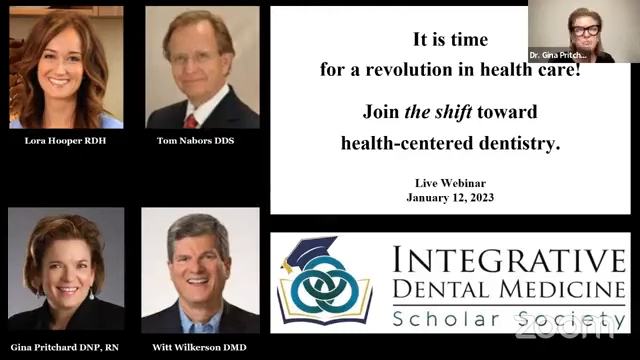 Lora Hooper RDH
Tom Nabors DDS
Gina Pritchard DNP, RN
Witt Wilkerson DMD
It is time
for a revolution in health care!
Join the shift toward
health-centered dentistry.
Live Webinar
January 12, 2023
Dr. Gina Pritch...
INTEGRATIVE
DENTAL MEDICINE
Scholar Society
zoom